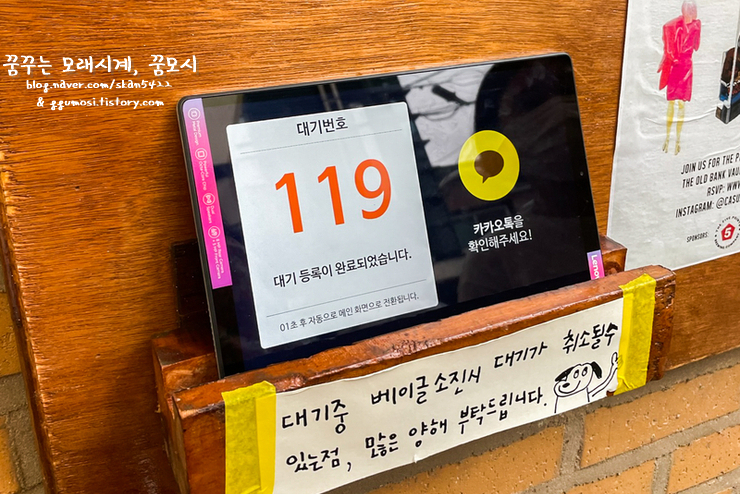 꿈꾸는 모래시계, 꿈모시
blog.naver.com/skan5422
& ggumosi.tistory.com
대기번호
119
대기 등록이 완료되었습니다.
01초 후 자동으로 메인 화면으로 전환됩니다.
카카오톡을
확인해주세요!
Leno
JOIN US FOR THE P
THE OLD BANK VAU
RSVP: WWW
INSTAGRAM: @CASU
SPONSORS:
5
대기중 베이글소진시 대기가 취소될수
있는점, 많은 양해 부탁드립니다.